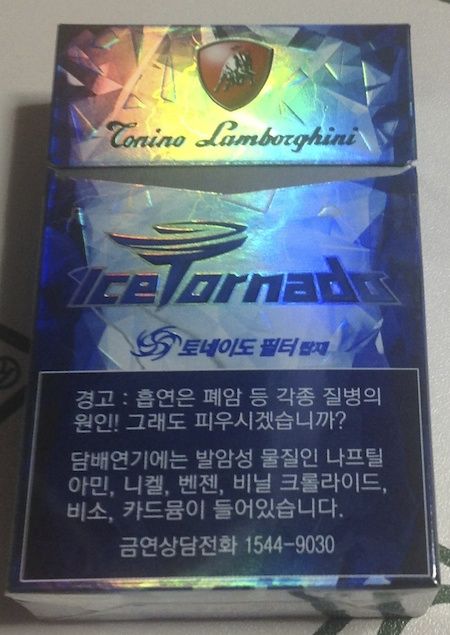 Tonino Lamborghini
Ice Tornado
토네이도 필터 탑재
경고 : 흡연은 폐암 등 각종 질병의
원인! 그래도 피우시겠습니까?
담배연기에는 발암성 물질인 나프틸
아민, 니켈, 벤젠, 비닐 크롤라이드,
비소, 카드뮴이 들어있습니다.
금연상담전화 1544-9030